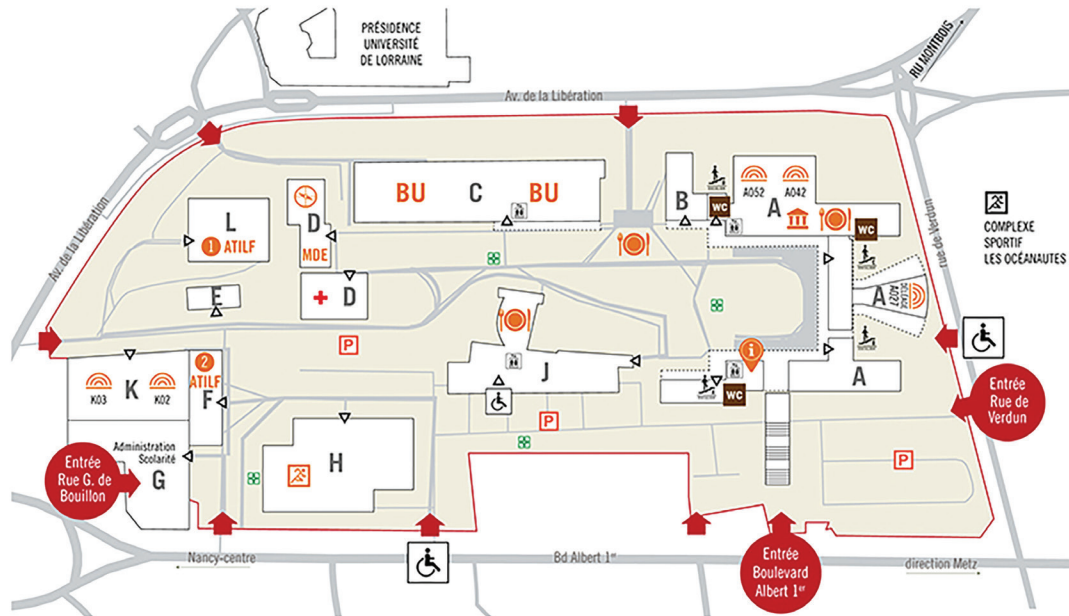 PRÉSIDENCE
UNIVERSITÉ
DE LORRAINE
RU MONTBOIS
Av. de la Libération
Av. de la Libération
rue de Verdun
COMPLEXE
SPORTIF
LES OCÉANAUTES
BU
C
BU
B
A052
A042
A
WC
WC
L
1 ATILF
D
MDE
D
E
A
A027
DELAGE
P
i
J
A
WC
K
K03
K02
2
ATILF
F
P
P
H
Administration
Scolarité
G
Entrée
Rue G. de
Bouillon
Entrée
Rue de
Verdun
Nancy-centre
Bd Albert 1er
Entrée
Boulevard
Albert 1er
direction Metz